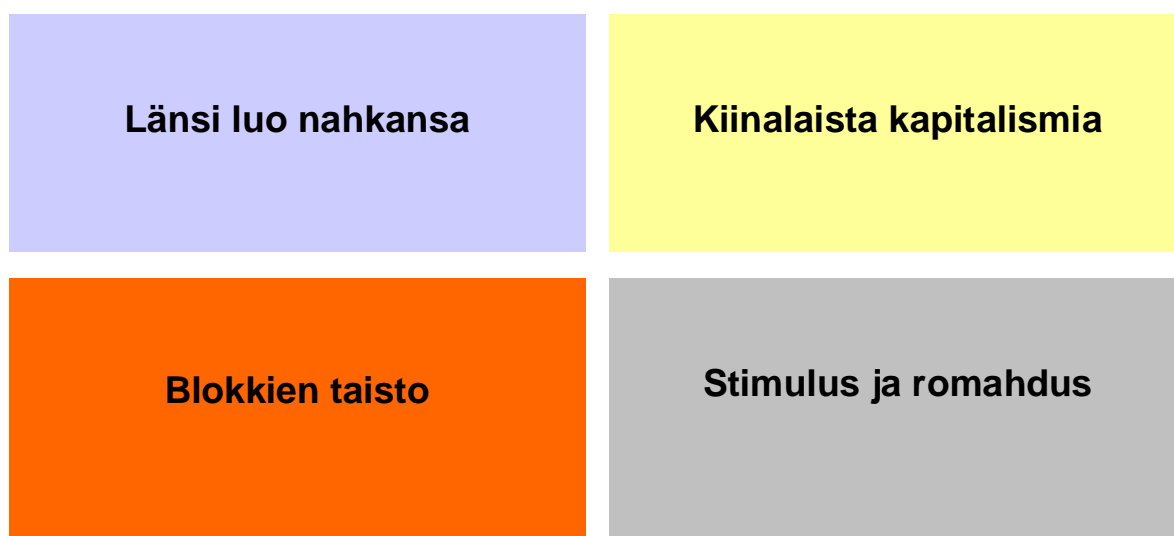 Länsi luo nahkansa
Kiinalaista kapitalismia
Blokkien taisto
Stimulus ja romahdus